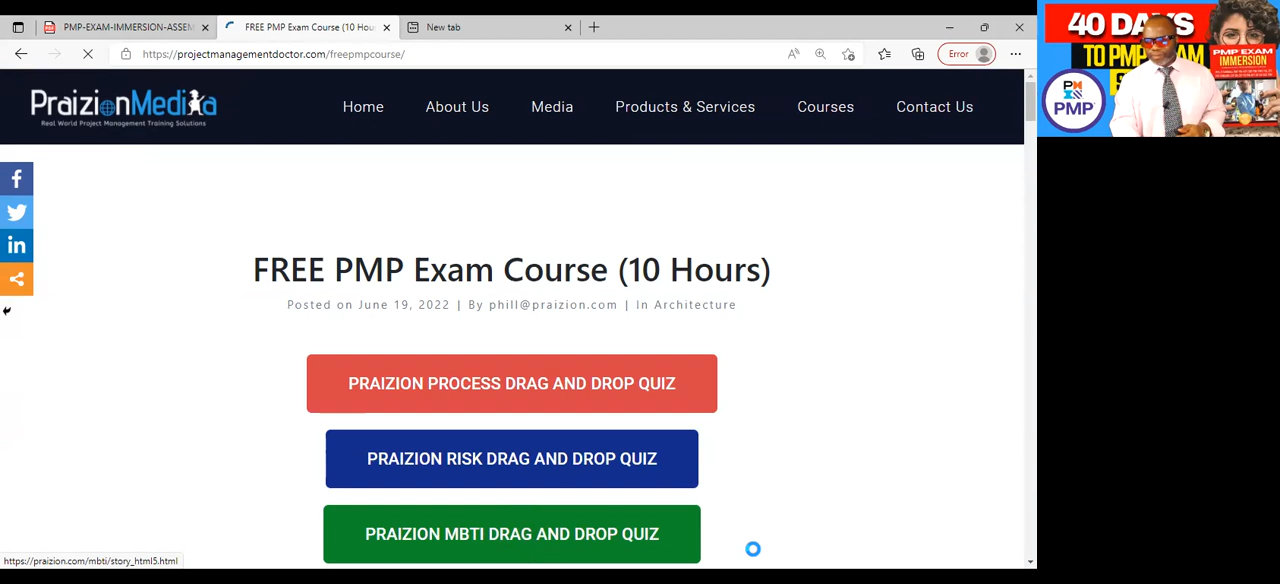 PMP-EXAM-IMMERSION-ASSEM
FREE PMP Exam Course (10 Hou
New tab
https://projectmanagementdoctor.com/freepmpcourse/
Error
PraizionMedia
Real World Project Management Training Solutions
Home
About Us
Media
Products & Services
Courses
Contact Us
FREE PMP Exam Course (10 Hours)
Posted on June 19, 2022 | By phill@praizion.com | In Architecture
PRAIZION PROCESS DRAG AND DROP QUIZ
PRAIZION RISK DRAG AND DROP QUIZ
PRAIZION MBTI DRAG AND DROP QUIZ
https://praizion.com/mbti/story_html5.html
40 DAYS
TO PMP EXAM
PMP EXAM
IMMERSION
PMP